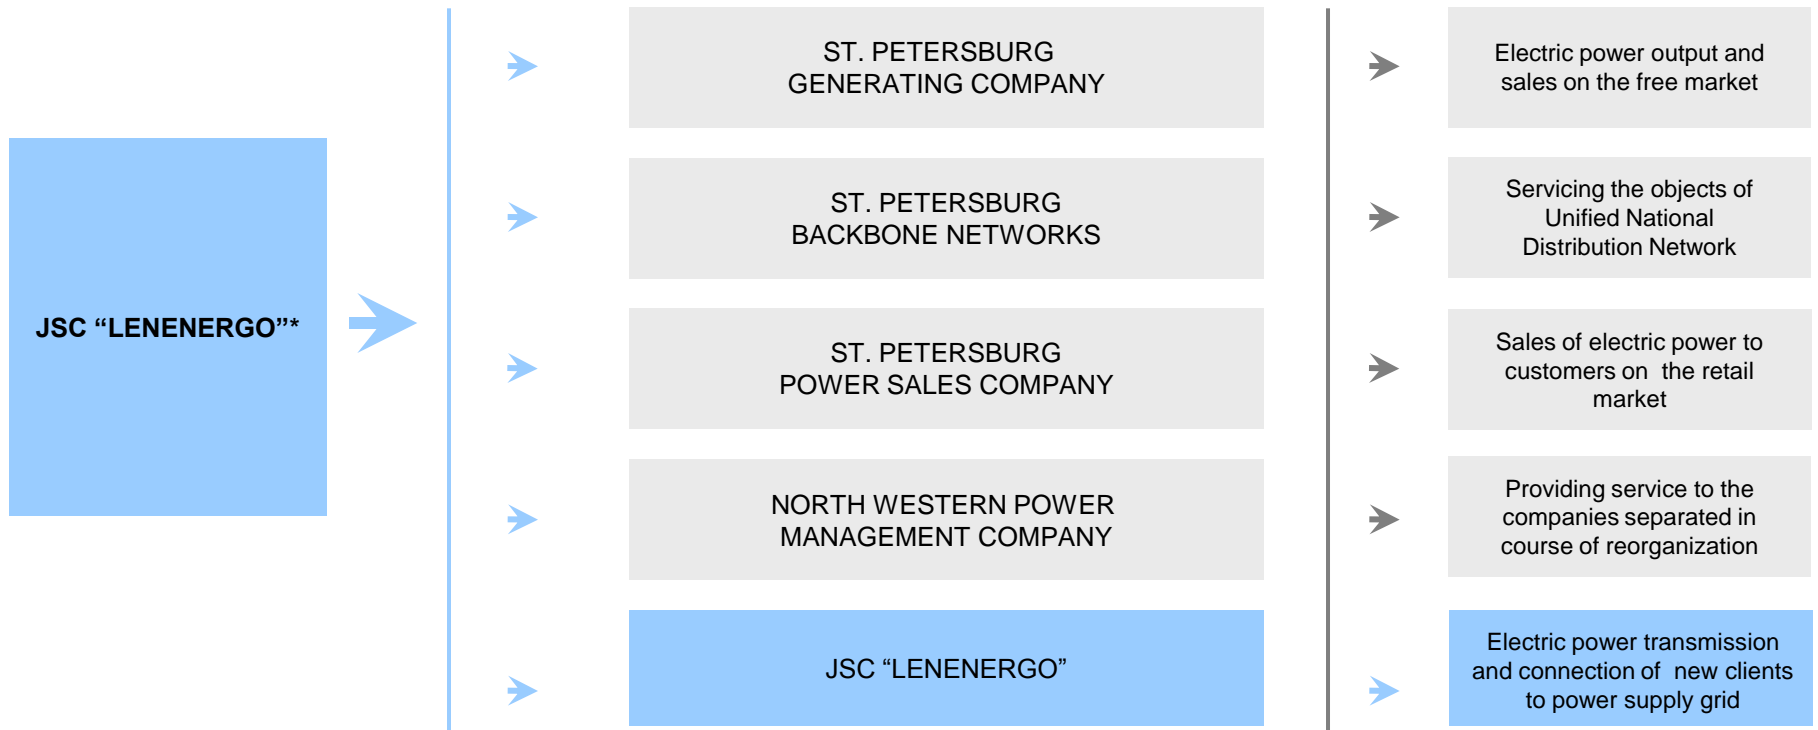 JSC “LENENERGO”*
ST. PETERSBURG
GENERATING COMPANY
Electric power output and
sales on the free market
ST. PETERSBURG
BACKBONE NETWORKS
Servicing the objects of
Unified National
Distribution Network
ST. PETERSBURG
POWER SALES COMPANY
Sales of electric power to
customers on the retail
market
NORTH WESTERN POWER
MANAGEMENT COMPANY
Providing service to the
companies separated in
course of reorganization
JSC “LENENERGO”
Electric power transmission
and connection of new clients
to power supply grid